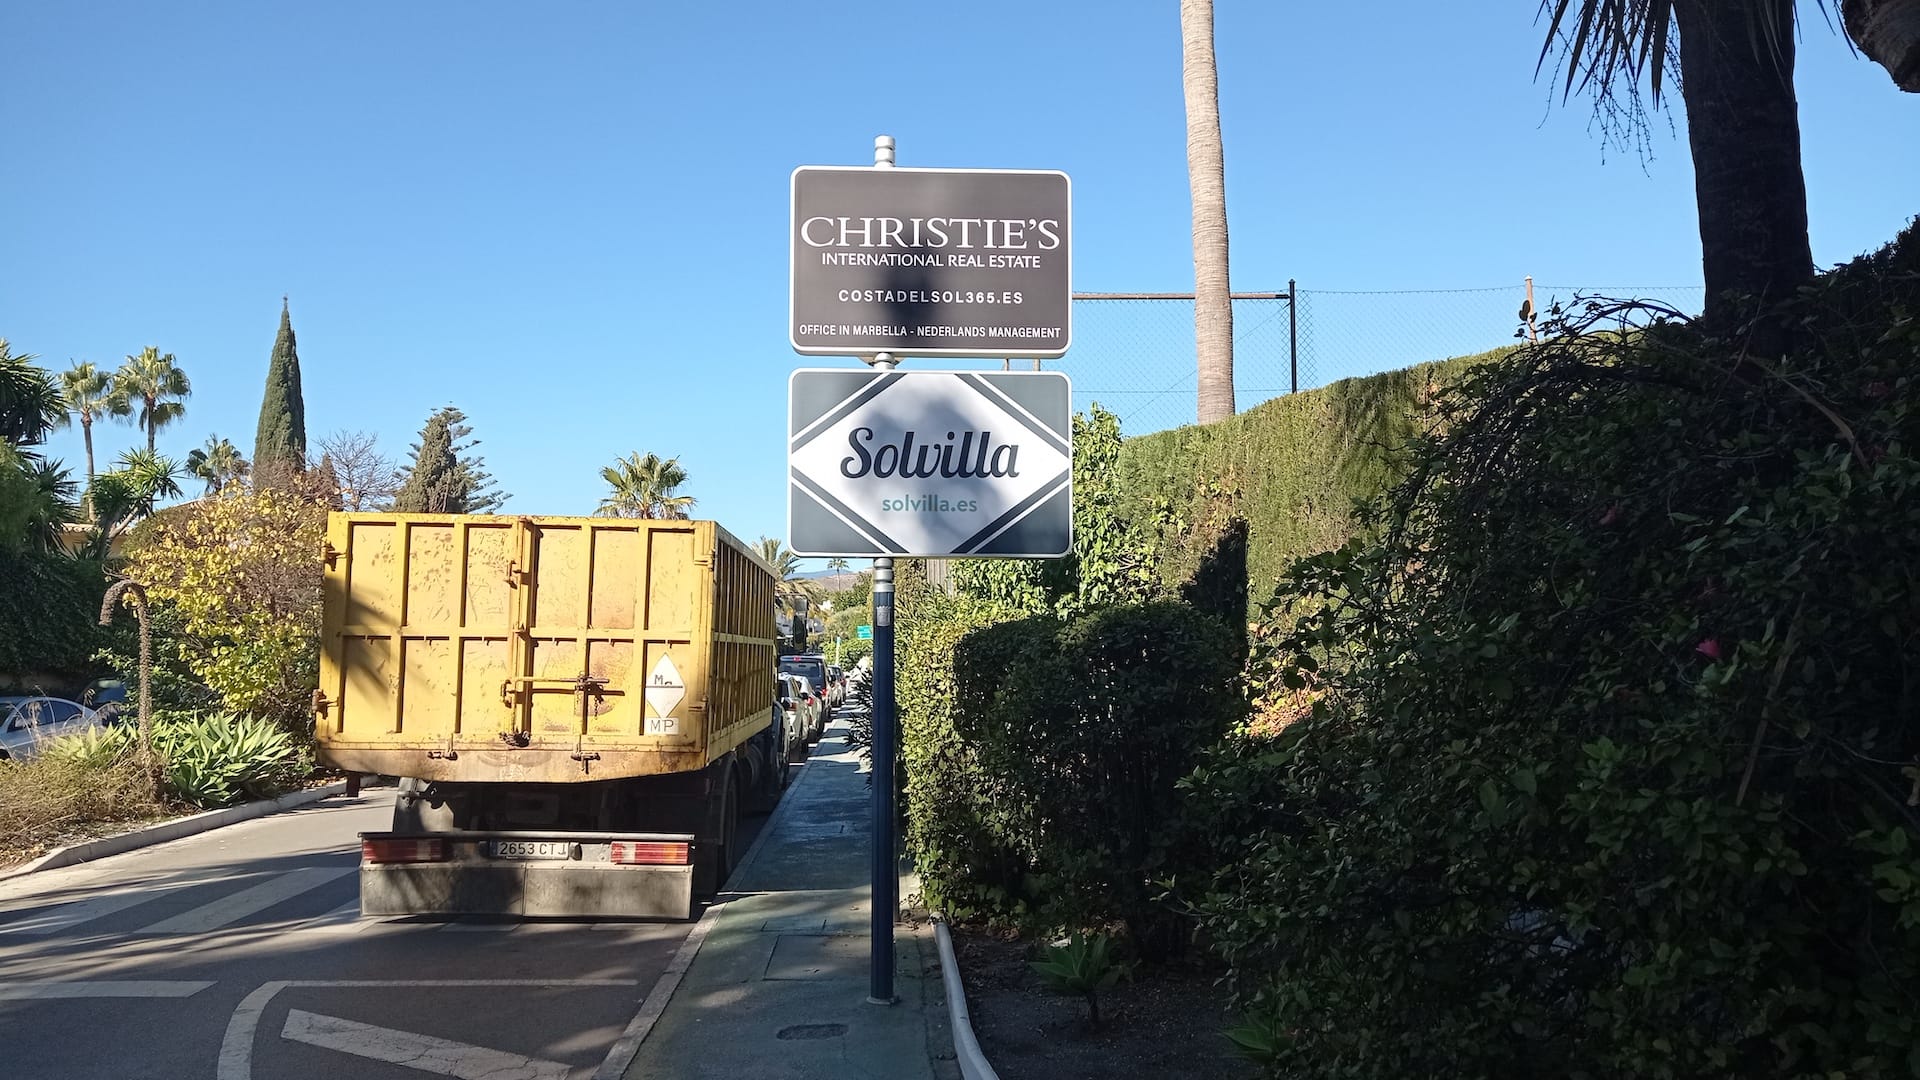 CHRISTIE'S
INTERNATIONAL REAL ESTATE
COSTADELSOL365.ES
OFFICE IN MARBELLA - NEDERLANDS MANAGEMENT
Solvilla
solvilla.es
MP
2653 CTJ